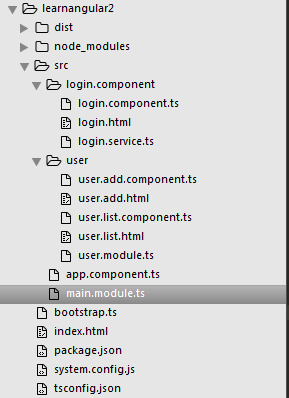 learnangular2
dist
node_modules
src
login.component
login.component.ts
login.html
login.service.ts
user
user.add.component.ts
user.add.html
user.list.component.ts
user.list.html
user.module.ts
app.component.ts
main.module.ts
bootstrap.ts
index.html
package.json
system.config.js
tsconfig.json